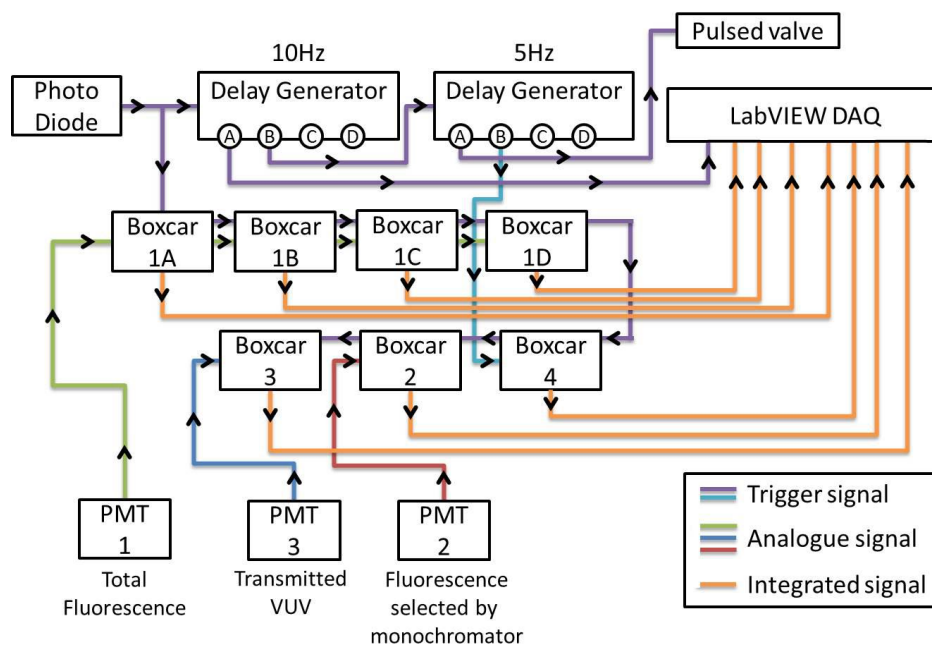 Pulsed valve
10Hz
5Hz
Photo
Diode
Delay Generator
A B C D
Delay Generator
A B C D
LabVIEW DAQ
Boxcar
1A
Boxcar
1B
Boxcar
1C
Boxcar
1D
Boxcar
3
Boxcar
2
Boxcar
4
PMT
1
PMT
3
PMT
2
Total
Fluorescence
Transmitted
VUV
Fluorescence
selected by
monochromator
Trigger signal
Analogue signal
Integrated signal